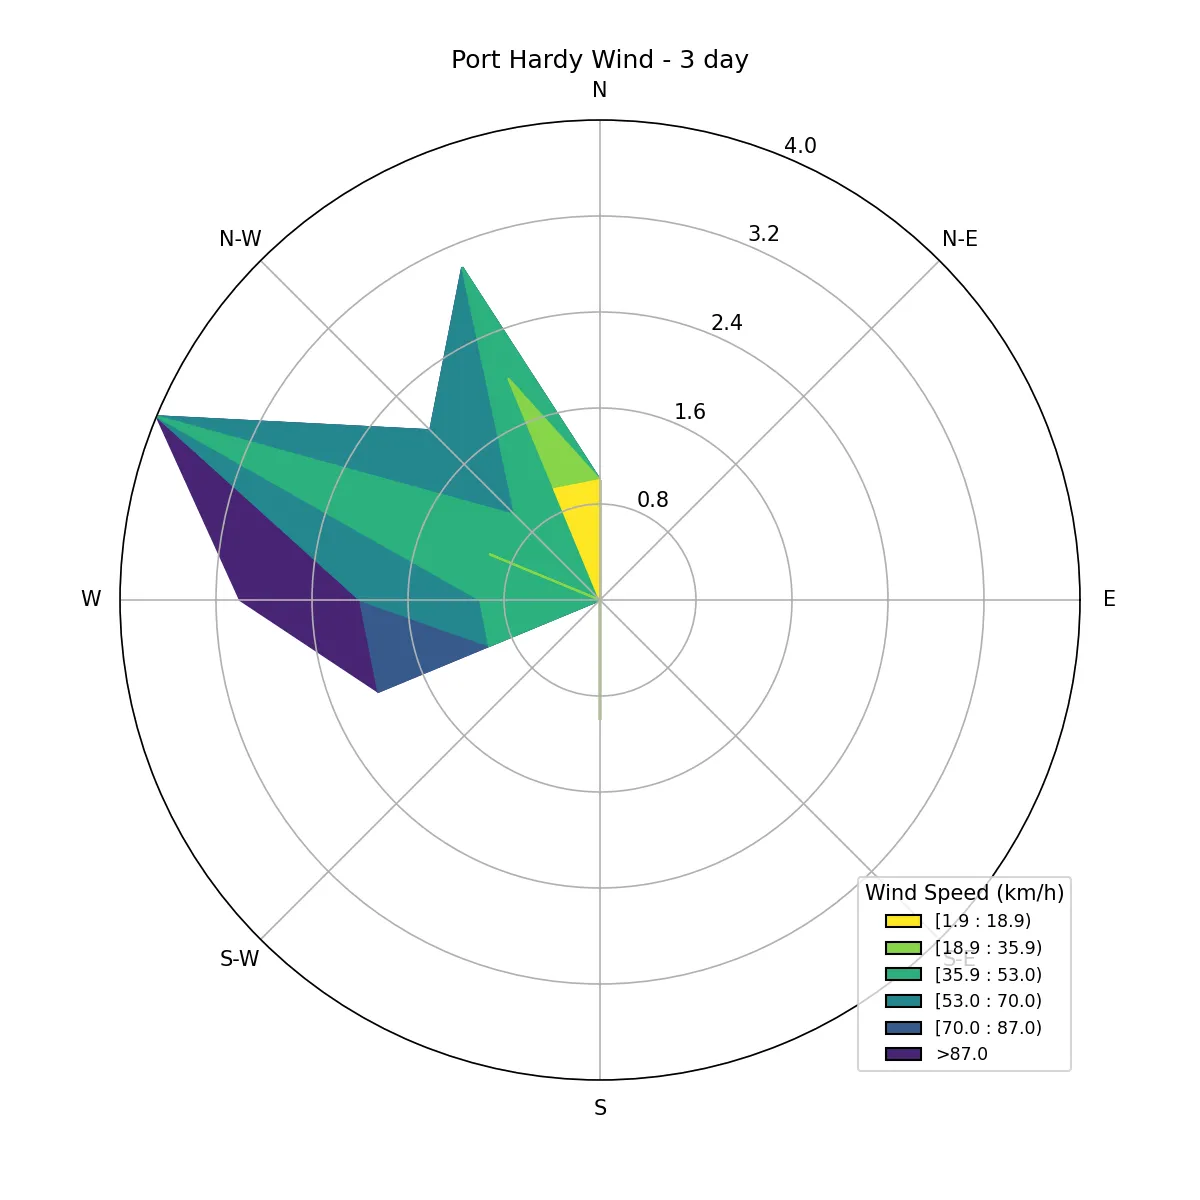 Port Hardy Wind - 3 day
N
4.0
N-W
3.2
N-E
2.4
1.6
0.8
W
E
Wind Speed (km/h)
[1.9 : 18.9)
[18.9 : 35.9)
S-W
S-E
[35.9 : 53.0)
[53.0 : 70.0)
[70.0 : 87.0)
>87.0
S